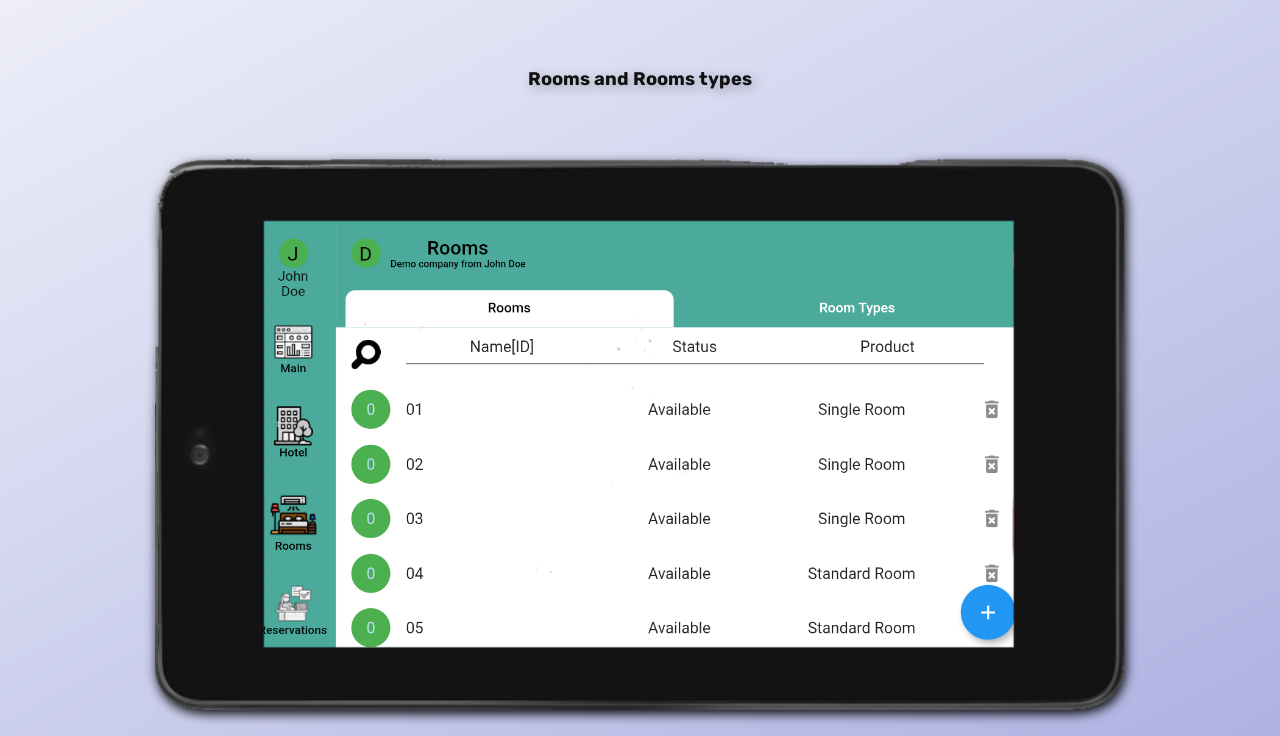 Rooms and Rooms types
J
John
Doe
Main
Hotel
Rooms
Reservations
D
Rooms
Demo company from John Doe
Rooms
Room Types
Name[ID] Status Product
0 01 Available Single Room
0 02 Available Single Room
0 03 Available Single Room
0 04 Available Standard Room
0 05 Available Standard Room
+